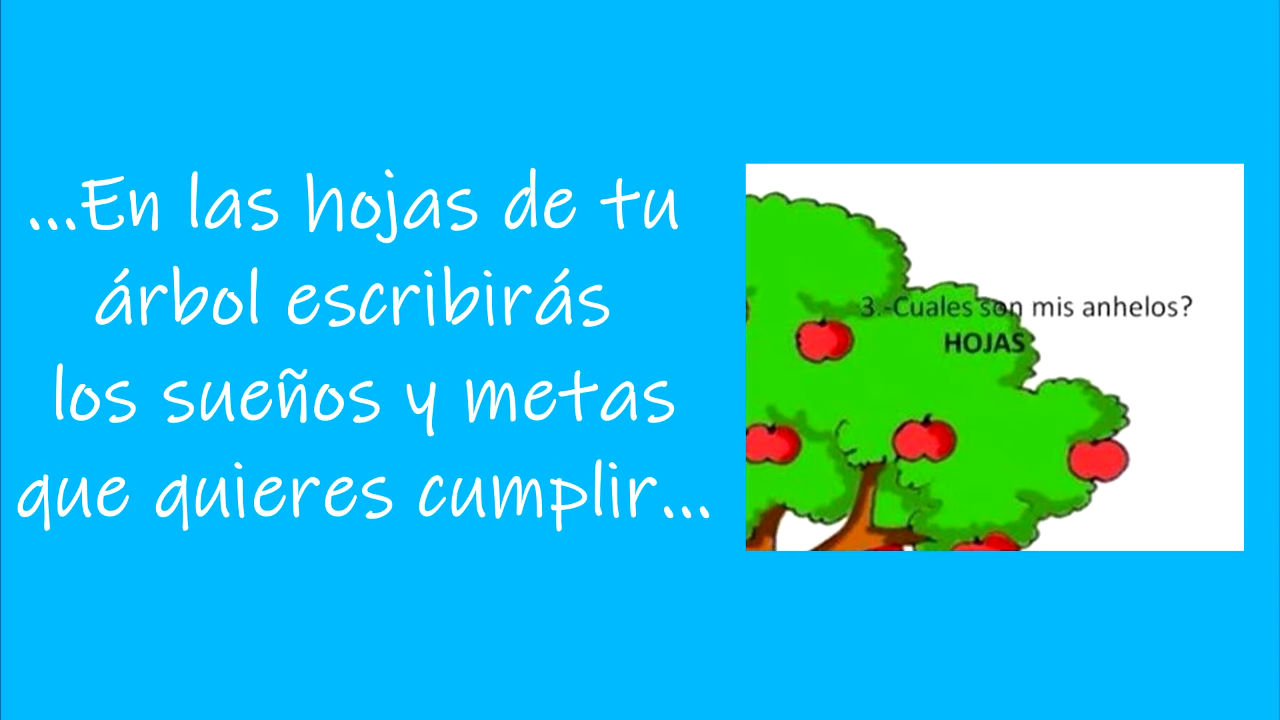 ...En las hojas de tu
árbol escribirás
los sueños y metas
que quieres cumplir...
3.-Cuales son mis anhelos?
HOJAS